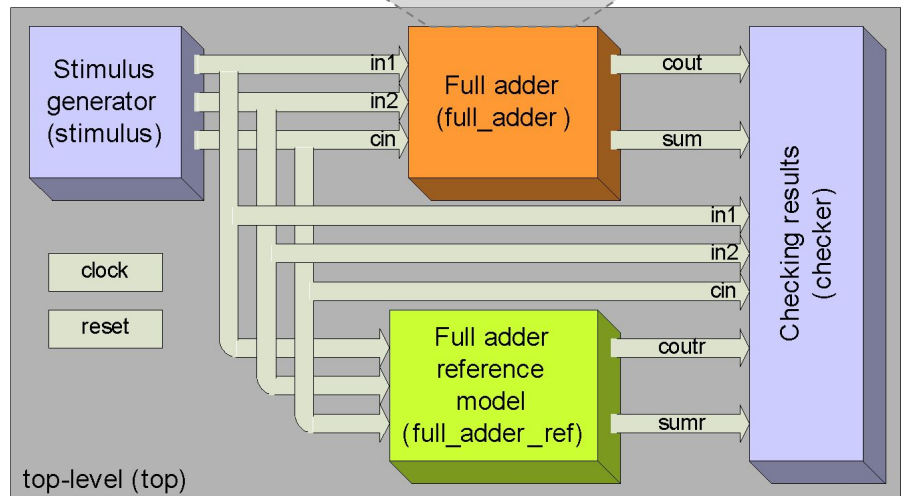 Stimulus
generator
(stimulus)
in1
in2
cin
Full adder
(full_adder )
cout
sum
in1
in2
cin
Checking results
(checker)
clock
reset
Full adder
reference
model
(full_adder_ref)
coutr
sumr
top-level (top)